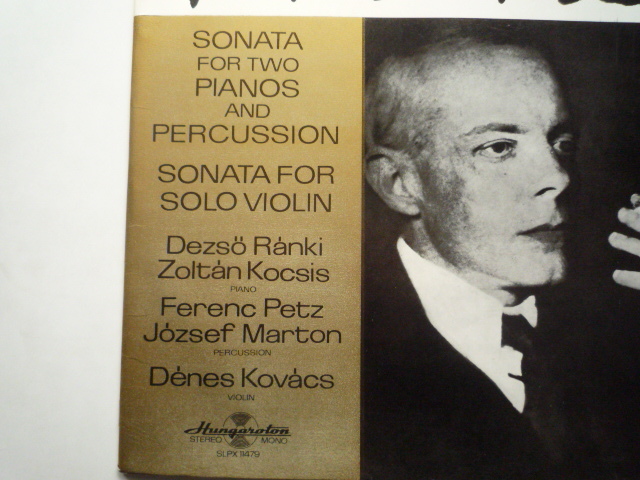 SONATA
FOR TWO
PIANOS
AND
PERCUSSION
SONATA FOR
SOLO VIOLIN
Dezső Ránki
Zoltán Kocsis
PIANO
Ferenc Petz
József Marton
PERCUSSION
Dénes Kovács
VIOLIN
Hungaroton
STEREO MONO
SLPX 11479